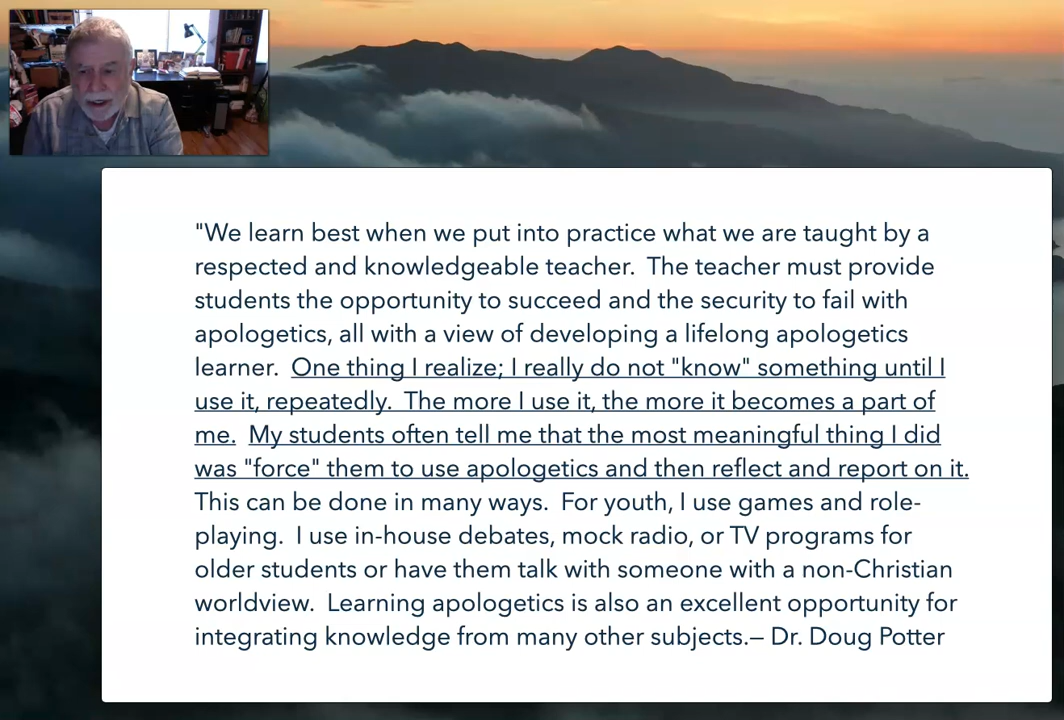 "We learn best when we put into practice what we are taught by a
respected and knowledgeable teacher.  The teacher must provide
students the opportunity to succeed and the security to fail with
apologetics, all with a view of developing a lifelong apologetics
learner.  One thing I realize; I really do not "know" something until I
use it, repeatedly.  The more I use it, the more it becomes a part of
me.  My students often tell me that the most meaningful thing I did
was "force" them to use apologetics and then reflect and report on it.
This can be done in many ways.  For youth, I use games and role-
playing.  I use in-house debates, mock radio, or TV programs for
older students or have them talk with someone with a non-Christian
worldview.  Learning apologetics is also an excellent opportunity for
integrating knowledge from many other subjects.— Dr. Doug Potter